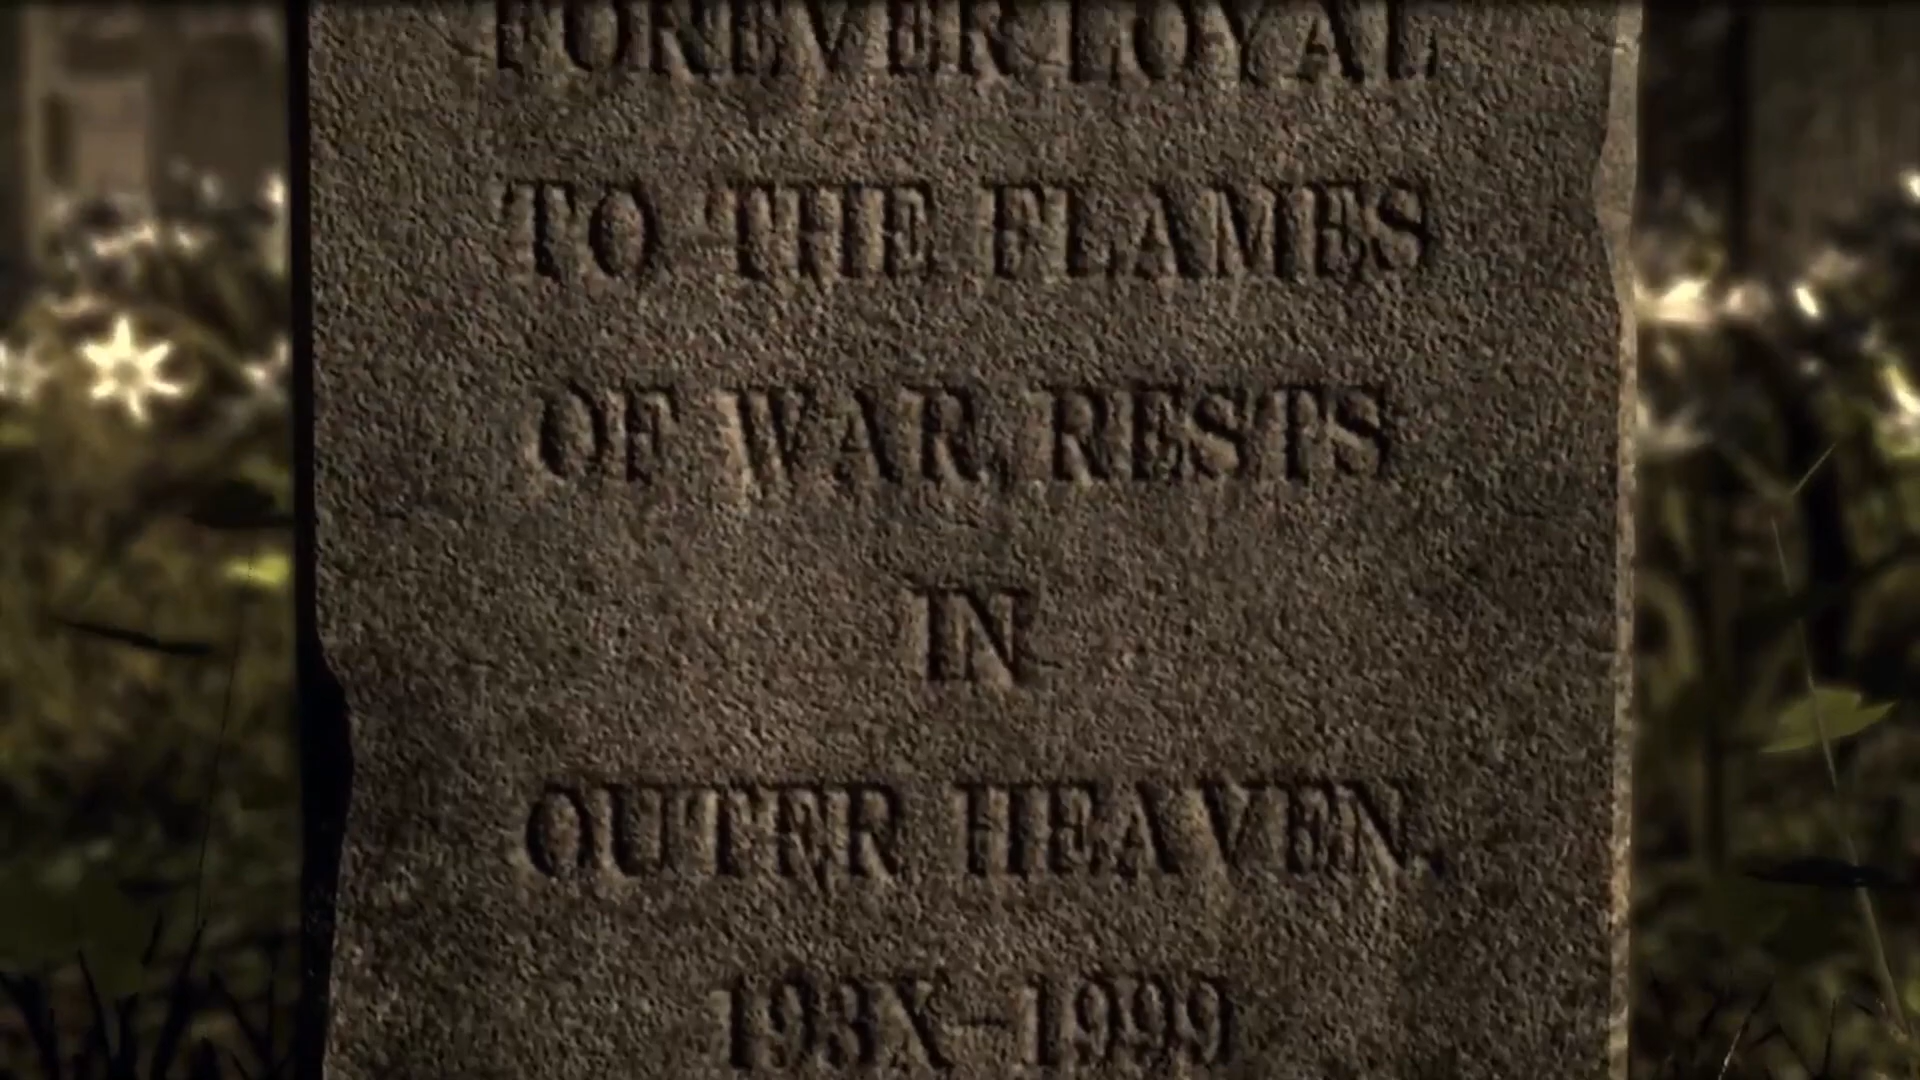 FOREVER LOYAL
TO THE FLAMES
OF WAR, RESTS
IN
OUTER HEAVEN.
193X-1999